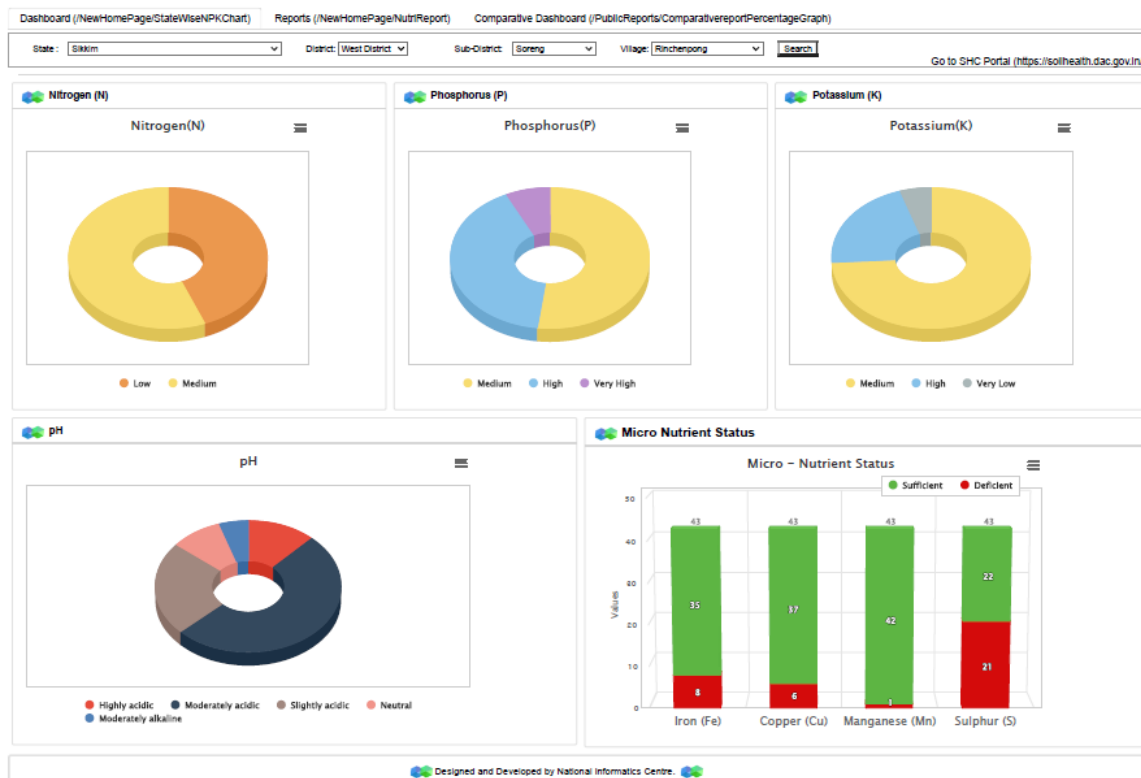 Dashboard (/NewHomePage/StateWiseNPKChart) Reports (/NewHomePage/NutriReport) Comparative Dashboard (/PublicReports/ComparativereportPercentageGraph)
State : Sikkim District: West District Sub-District: Soreng Village: Rinchenpong Search
Go to SHC Portal (https://soilhealth.dac.gov.in/
Nitrogen (N) Phosphorus (P) Potassium (K)
Nitrogen(N) Phosphorus(P) Potassium(K)
Low Medium Medium High Very High Medium High Very Low
pH Micro Nutrient Status
pH Micro - Nutrient Status
Sufficient Deficient
50
43 43 43 43
40
30
20
10
0
Values
35 37 42 22
8 6 1 21
Iron (Fe) Copper (Cu) Manganese (Mn) Sulphur (S)
Highly acidic Moderately acidic Slightly acidic Neutral
Moderately alkaline
Designed and Developed by National Informatics Centre.